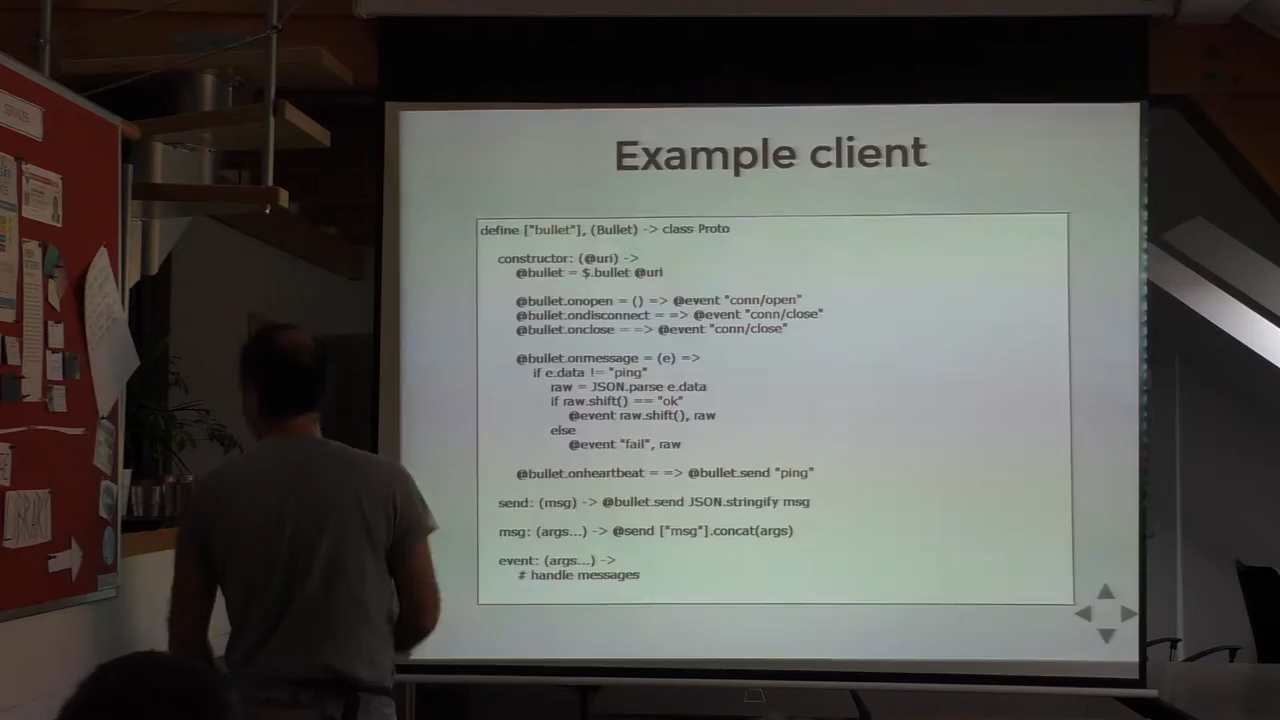 SERVICES
Example client
define ["bullet"], (Bullet) -> class Proto
constructor: (@uri) ->
@bullet = $.bullet @uri
@bullet.onopen = () => @event "conn/open"
@bullet.ondisconnect = => @event "conn/close"
@bullet.onclose = => @event "conn/close"
@bullet.onmessage = (e) =>
if e.data != "ping"
raw = JSON.parse e.data
if raw.shift() == "ok"
@event raw.shift(), raw
else
@event "fail", raw
@bullet.onheartbeat = => @bullet.send "ping"
send: (msg) -> @bullet.send JSON.stringify msg
msg: (args...) -> @send ["msg"].concat(args)
event: (args...) ->
# handle messages